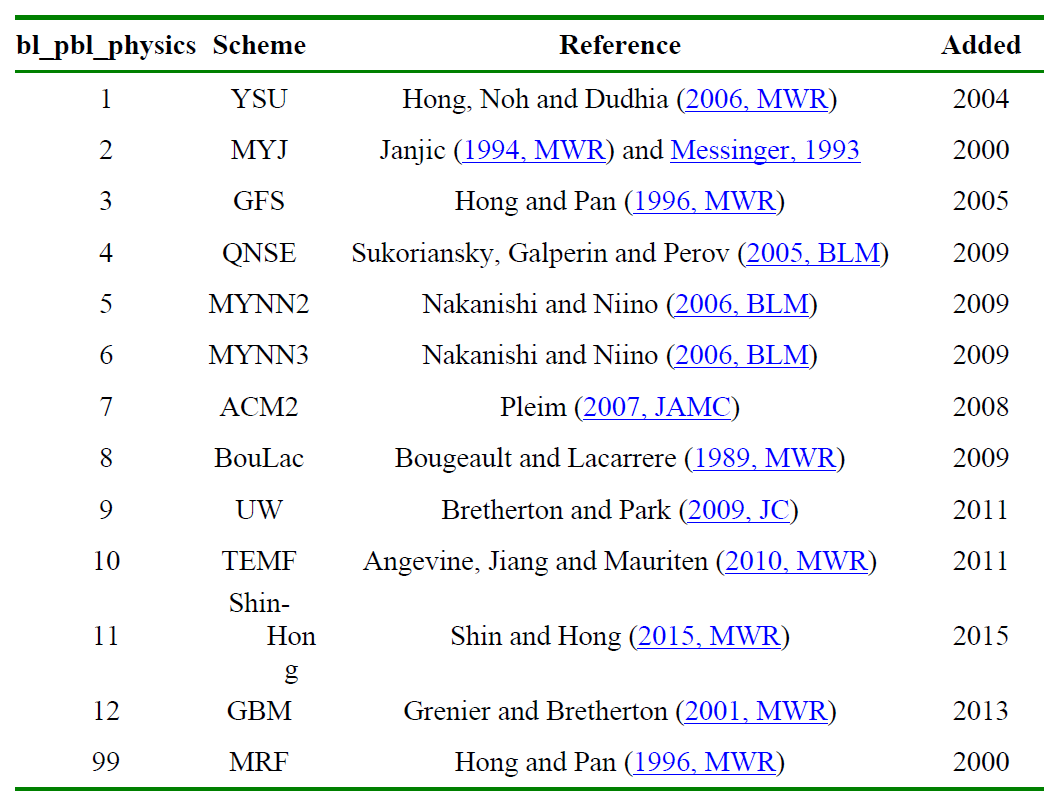 bl_pbl_physics Scheme Reference Added
1 YSU Hong, Noh and Dudhia (2006, MWR) 2004
2 MYJ Janjic (1994, MWR) and Messinger, 1993 2000
3 GFS Hong and Pan (1996, MWR) 2005
4 QNSE Sukoriansky, Galperin and Perov (2005, BLM) 2009
5 MYNN2 Nakanishi and Niino (2006, BLM) 2009
6 MYNN3 Nakanishi and Niino (2006, BLM) 2009
7 ACM2 Pleim (2007, JAMC) 2008
8 BouLac Bougeault and Lacarrere (1989, MWR) 2009
9 UW Bretherton and Park (2009, JC) 2011
10 TEMF Angevine, Jiang and Mauriten (2010, MWR) 2011
Shin-
11 Hon Shin and Hong (2015, MWR) 2015
g
12 GBM Grenier and Bretherton (2001, MWR) 2013
99 MRF Hong and Pan (1996, MWR) 2000